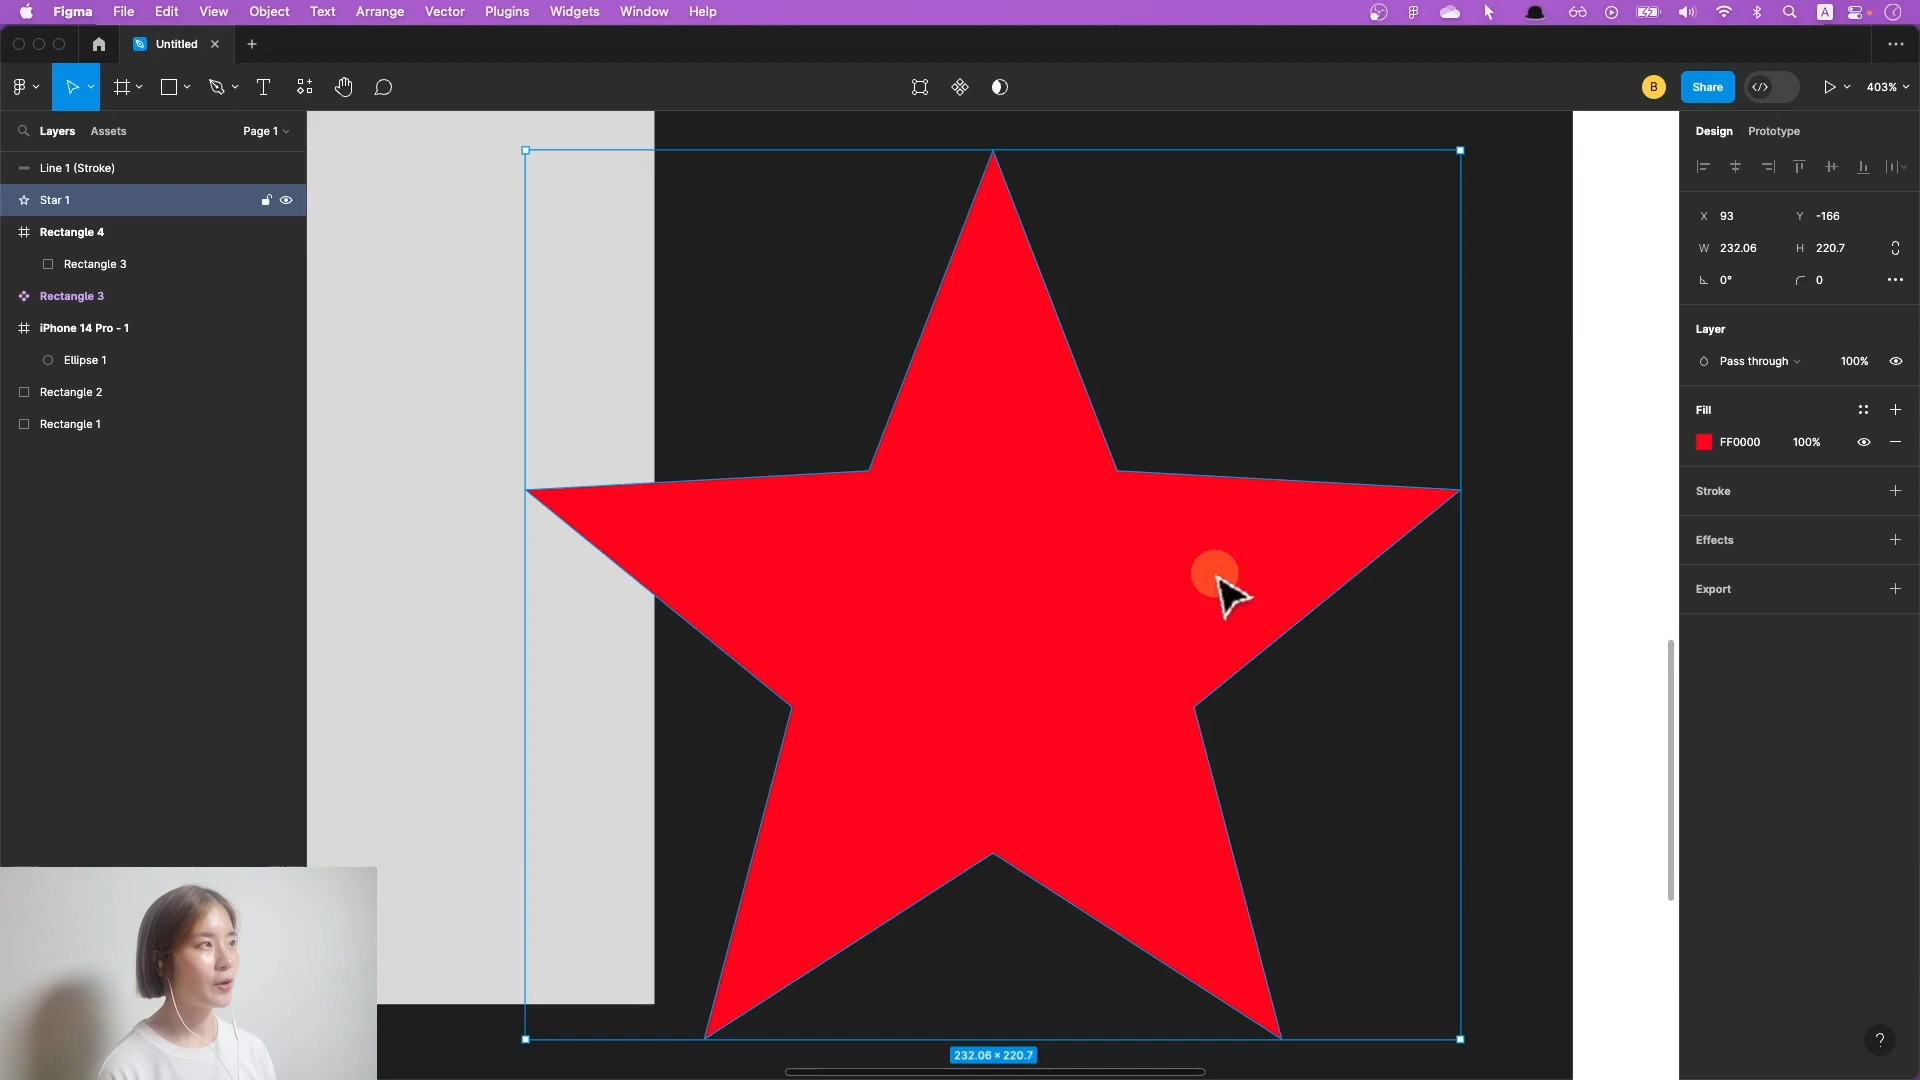 Figma File Edit View Object Text Arrange Vector Plugins Widgets Window Help A
Untitled
B Share 403%
Layers Assets Page 1
Line 1 (Stroke)
Star 1
Rectangle 4
Rectangle 3
Rectangle 3
iPhone 14 Pro - 1
Ellipse 1
Rectangle 2
Rectangle 1
232.06 × 220.7
Design Prototype
X 93 Y -166
W 232.06 H 220.7
0° 0
Layer
Pass through 100%
Fill
FF0000 100%
Stroke
Effects
Export
?